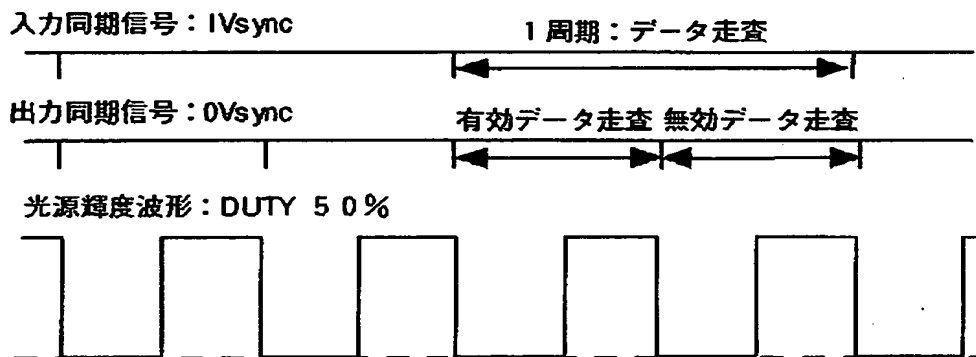 入力同期信号：IVsync
1周期：データ走査
出力同期信号：0Vsync
有効データ走査 無効データ走査
光源輝度波形：DUTY 50％